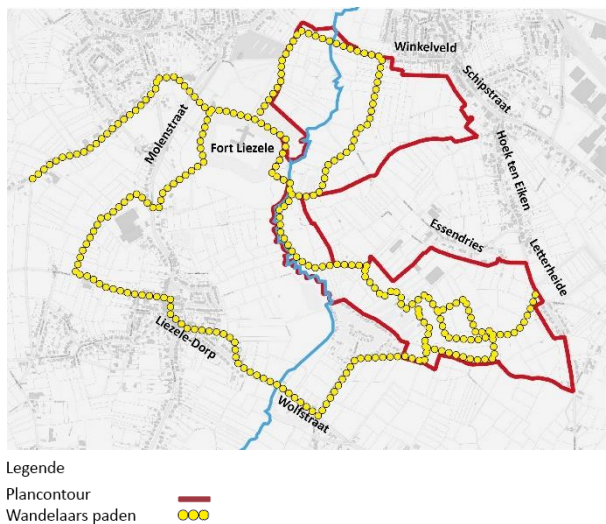 Winkelveld
Schipstraat
Molenstraat
Fort Liezele
Hoek ten Eiken
Essendries
Letterheide
Liezele-Dorp
Wolfstraat
Legende
Plancontour
Wandelaars paden